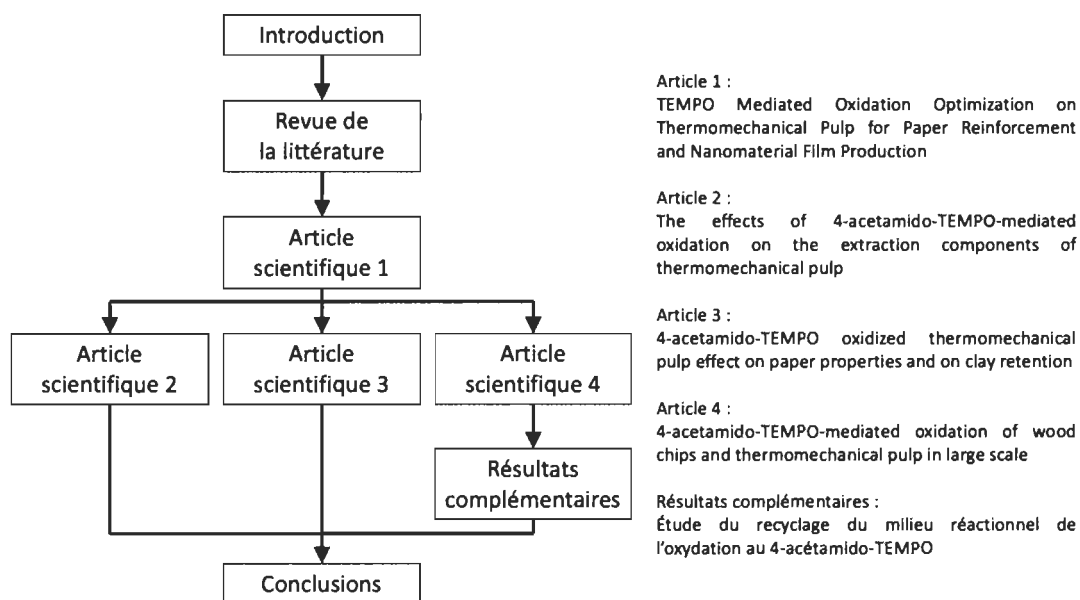 Introduction
Revue de
la littérature
Article
scientifique 1
Article
scientifique 2
Article
scientifique 3
Article
scientifique 4
Résultats
complémentaires
Conclusions
Article 1 :
TEMPO Mediated Oxidation Optimization on
Thermomechanical Pulp for Paper Reinforcement
and Nanomaterial Film Production
Article 2 :
The effects of 4-acetamido-TEMPO-mediated
oxidation on the extraction components of
thermomechanical pulp
Article 3 :
4-acetamido-TEMPO oxidized thermomechanical
pulp effect on paper properties and on clay retention
Article 4 :
4-acetamido-TEMPO-mediated oxidation of wood
chips and thermomechanical pulp in large scale
Résultats complémentaires :
Étude du recyclage du milieu réactionnel de
l'oxydation au 4-acétamido-TEMPO